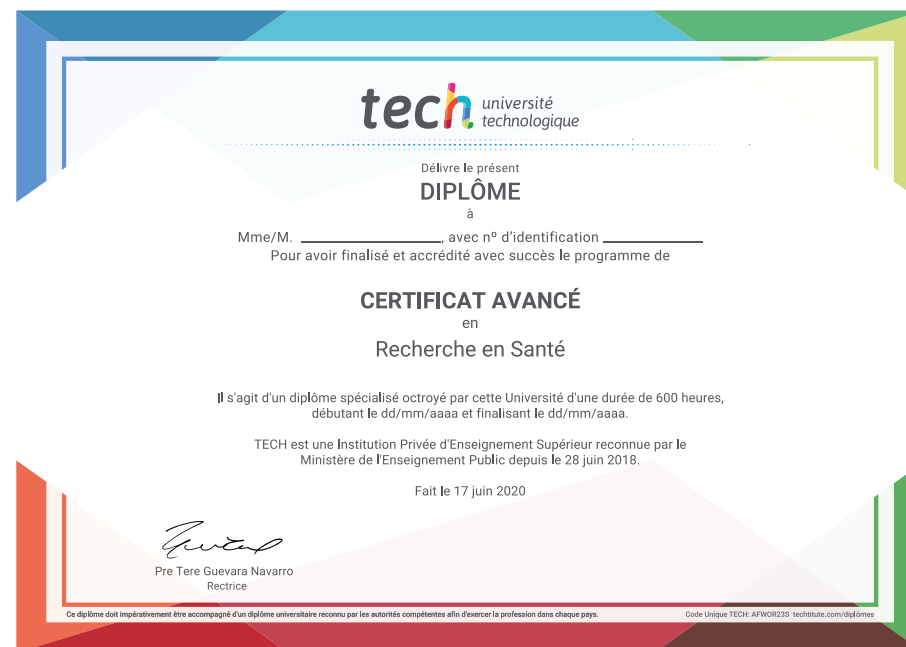 tech université
technologique
Délivre le présent
DIPLÔME
à
Mme/M. ____________________, avec nº d'identification ______________
Pour avoir finalisé et accrédité avec succès le programme de
CERTIFICAT AVANCÉ
en
Recherche en Santé
Il s'agit d'un diplôme spécialisé octroyé par cette Université d'une durée de 600 heures,
débutant le dd/mm/aaaa et finalisant le dd/mm/aaaa.
TECH est une Institution Privée d'Enseignement Supérieur reconnue par le
Ministère de l'Enseignement Public depuis le 28 juin 2018.
Fait le 17 juin 2020
Pre Tere Guevara Navarro
Rectrice
Ce diplôme doit impérativement être accompagné d'un diplôme universitaire reconnu par les autorités compétentes afin d'exercer la profession dans chaque pays.
Code Unique TECH: AFWOR23S techtitute.com/diplômes